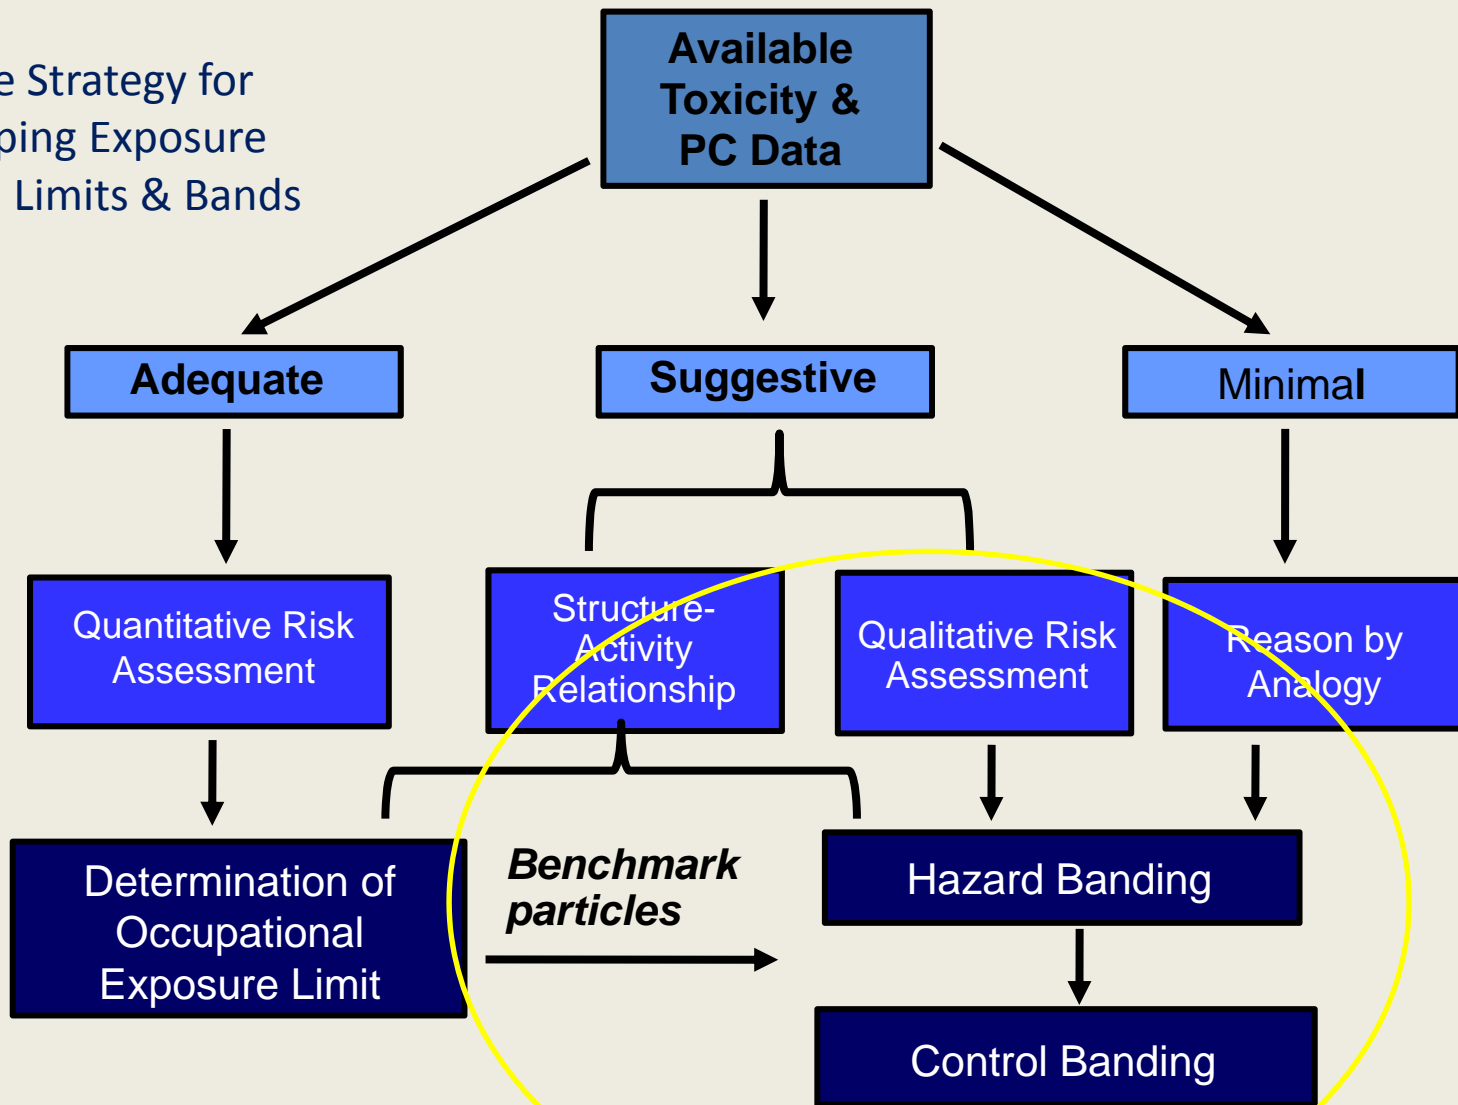 e Strategy for
ping Exposure
Limits & Bands
Available
Toxicity &
PC Data
Adequate
Suggestive
Minimal
Quantitative Risk
Assessment
Structure-
Activity
Relationship
Qualitative Risk
Assessment
Reason by
Analogy
Determination of
Occupational
Exposure Limit
Benchmark
particles
Hazard Banding
Control Banding